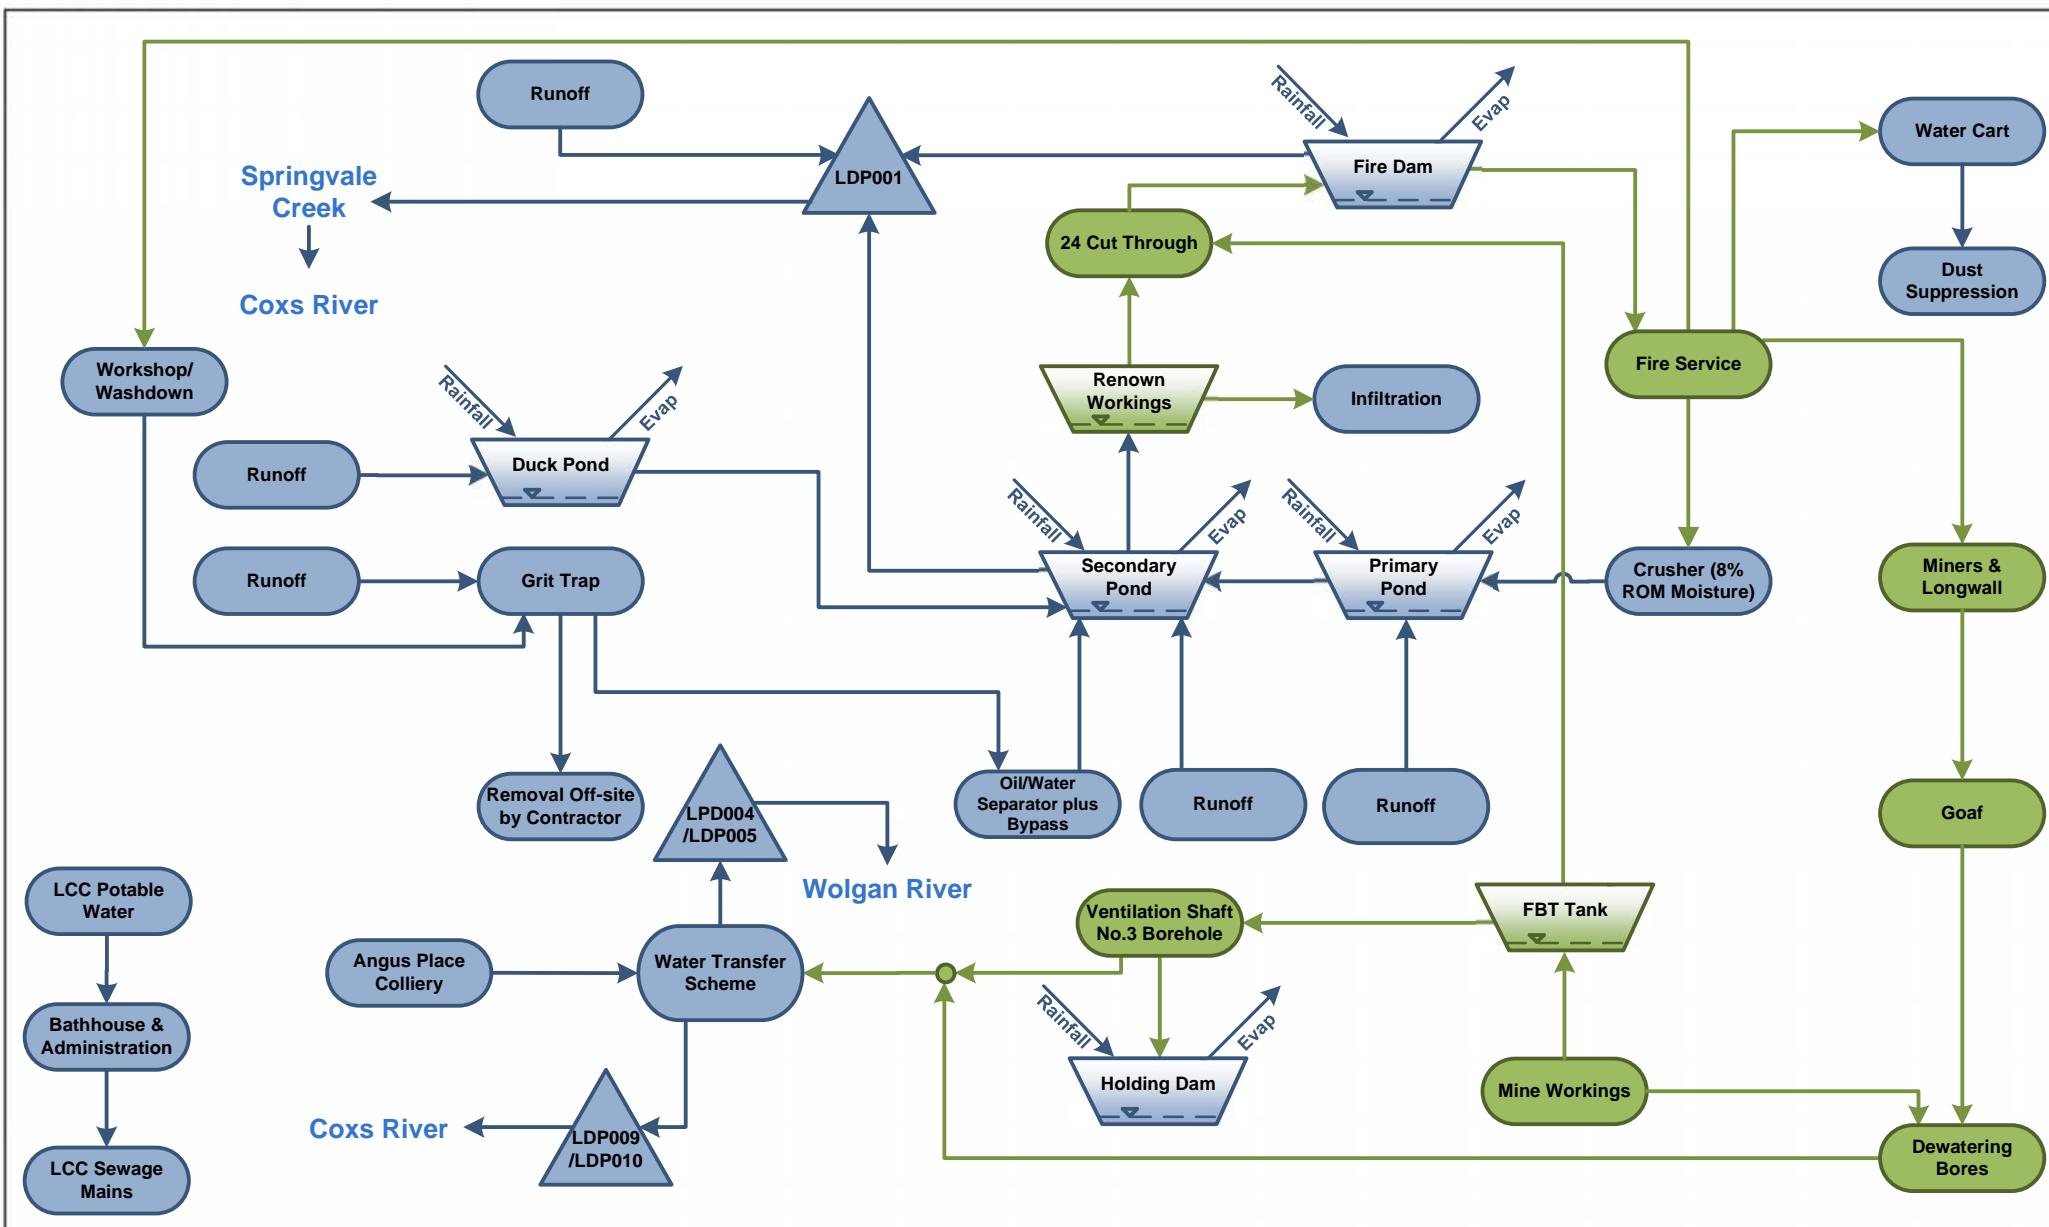 Runoff
Rainfall
Evap
Water Cart
Springvale
Creek
LDP001
Fire Dam
24 Cut Through
Dust
Suppression
Coxs River
Workshop/
Washdown
Rainfall
Evap
Renown
Workings
Infiltration
Fire Service
Runoff
Duck Pond
Rainfall
Evap
Rainfall
Evap
Runoff
Grit Trap
Secondary
Pond
Primary
Pond
Crusher (8%
ROM Moisture)
Miners &
Longwall
Removal Off-site
by Contractor
LPD004
/LDP005
Oil/Water
Separator plus
Bypass
Runoff
Runoff
Goaf
LCC Potable
Water
Wolgan River
Ventilation Shaft
No.3 Borehole
FBT Tank
Angus Place
Colliery
Water Transfer
Scheme
Bathhouse &
Administration
Rainfall
Evap
Holding Dam
Mine Workings
Coxs River
LDP009
/LDP010
Dewatering
Bores
LCC Sewage
Mains